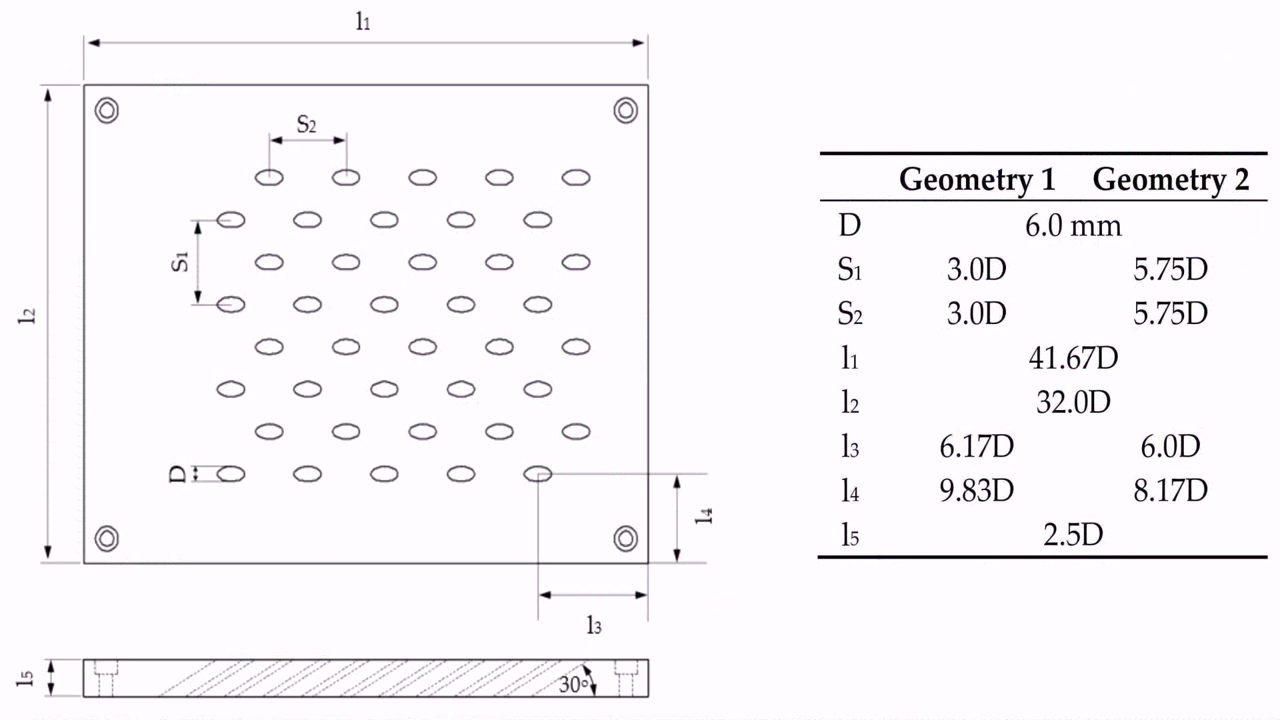 l₁
S₂
S₁
l₂
D
l₄
l₃
l₅
30°
Geometry 1 Geometry 2
D 6.0 mm
S₁ 3.0D 5.75D
S₂ 3.0D 5.75D
l₁ 41.67D
l₂ 32.0D
l₃ 6.17D 6.0D
l₄ 9.83D 8.17D
l₅ 2.5D